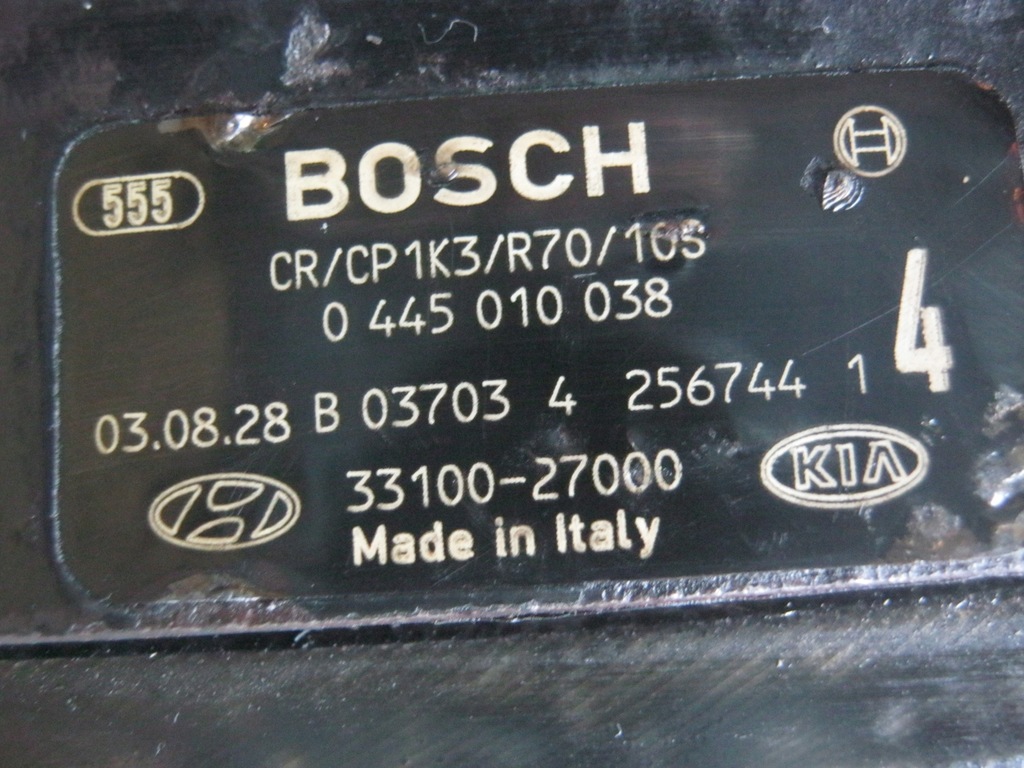 555
BOSCH
CR/CP1K3/R70/10S
0 445 010 038
4
03.08.28 B 03703 4 256744 1
33100-27000
KIA
Made in Italy